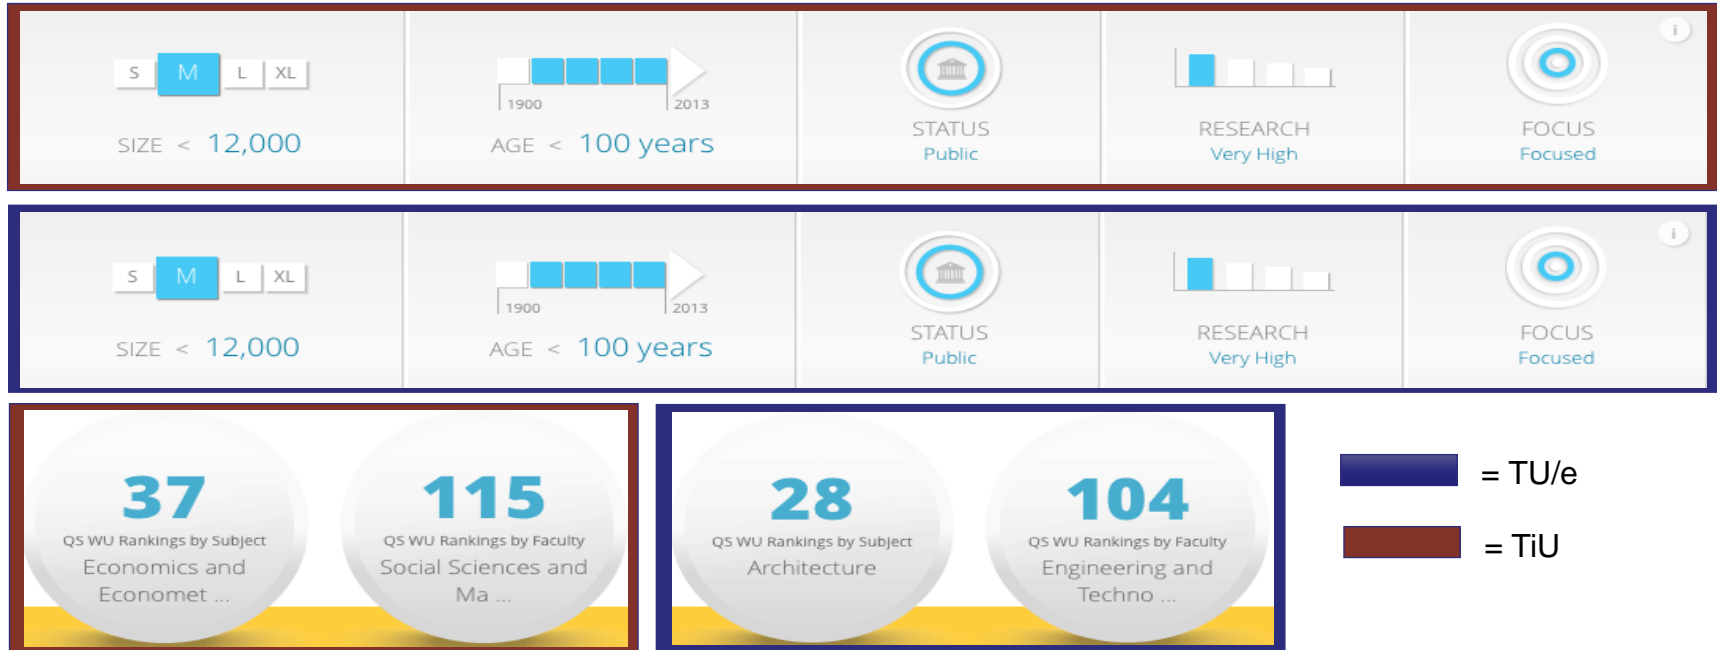 S M L XL
1900 2013
SIZE < 12,000
AGE < 100 years
STATUS
Public
RESEARCH
Very High
FOCUS
Focused
i
S M L XL
1900 2013
SIZE < 12,000
AGE < 100 years
STATUS
Public
RESEARCH
Very High
FOCUS
Focused
i
37
QS WU Rankings by Subject
Economics and
Economet ...
115
QS WU Rankings by Faculty
Social Sciences and
Ma ...
28
QS WU Rankings by Subject
Architecture
104
QS WU Rankings by Faculty
Engineering and
Techno ...
= TU/e
= TiU